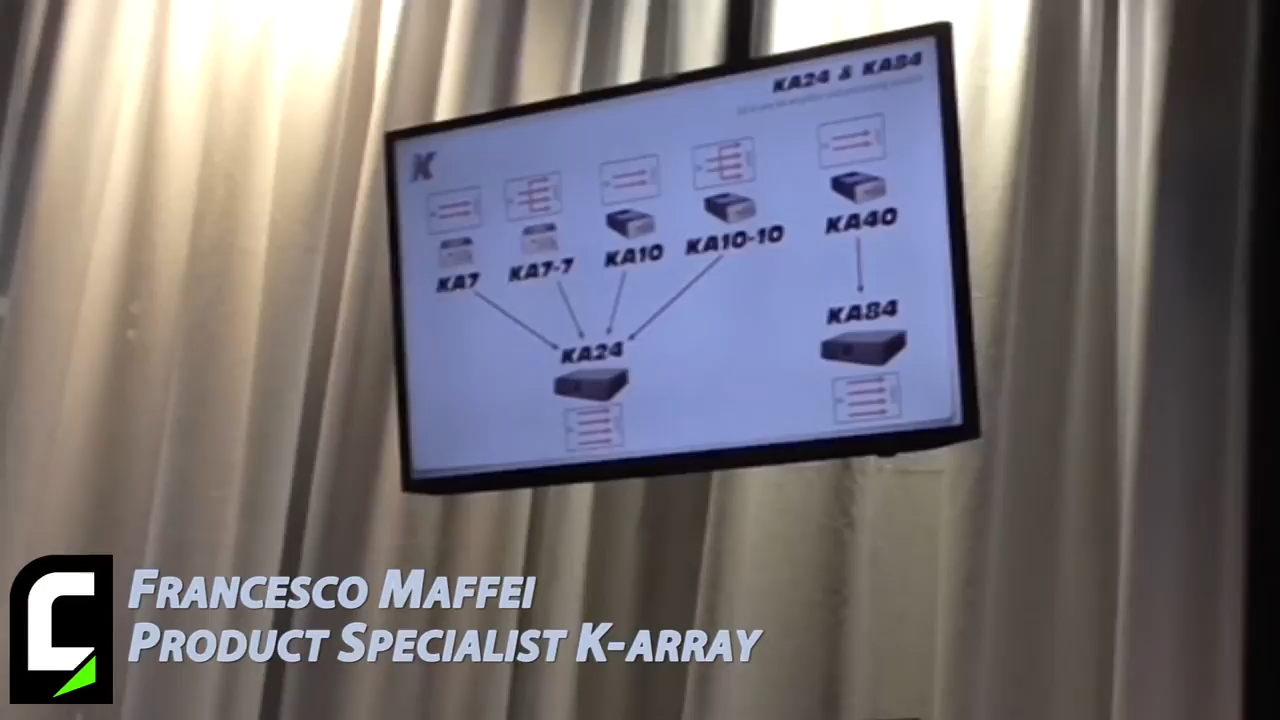 KA24 & KA84
K
KA7
KA7-7
KA10
KA10-10
KA40
KA24
KA84
FRANCESCO MAFFEI
PRODUCT SPECIALIST K-ARRAY